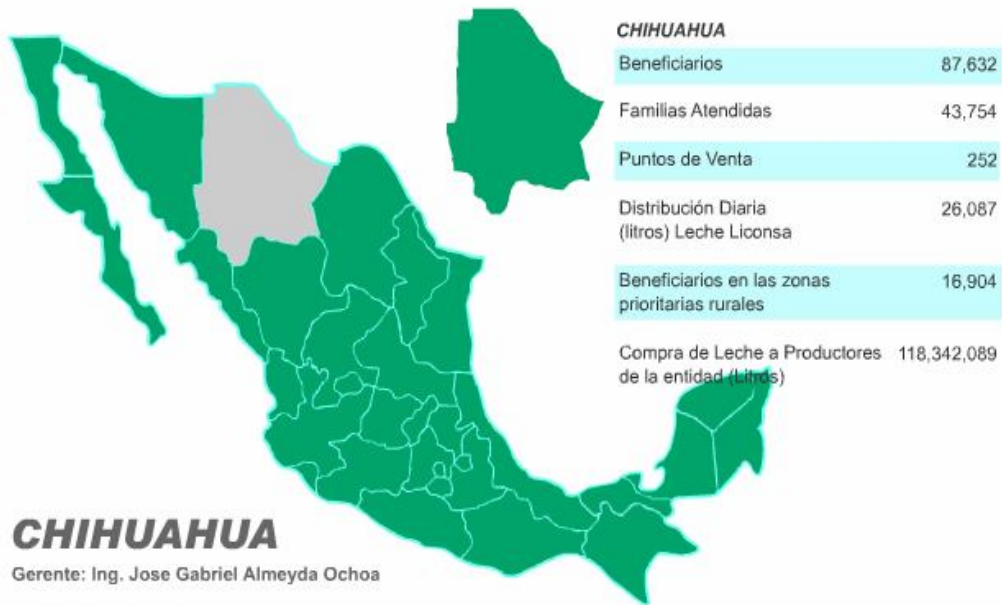 CHIHUAHUA
Beneficiarios 87,632
Familias Atendidas 43,754
Puntos de Venta 252
Distribución Diaria 26,087
(litros) Leche Liconsa
Beneficiarios en las zonas 16,904
prioritarias rurales
Compra de Leche a Productores 118,342,089
de la entidad (Litros)
CHIHUAHUA
Gerente: Ing. Jose Gabriel Almeyda Ochoa